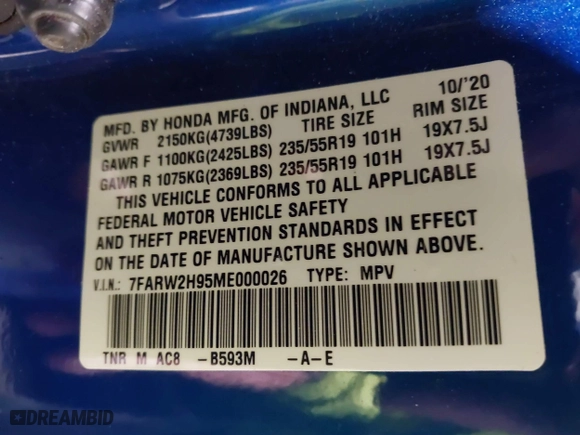 MFD. BY HONDA MFG. OF INDIANA, LLC 10/'20
GVWR 2150KG(4739LBS) TIRE SIZE RIM SIZE
GAWR F 1100KG(2425LBS) 235/55R19 101H 19X7.5J
GAWR R 1075KG(2369LBS) 235/55R19 101H 19X7.5J
THIS VEHICLE CONFORMS TO ALL APPLICABLE
FEDERAL MOTOR VEHICLE SAFETY
AND THEFT PREVENTION STANDARDS IN EFFECT
ON THE DATE OF MANUFACTURE SHOWN ABOVE.
V.I.N.: 7FARW2H95ME000026 TYPE: MPV
TNR M AC8 -B593M -A-E
DREAMBID